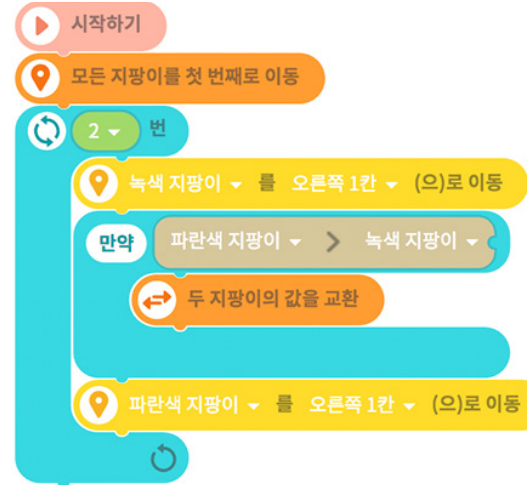 시작하기
모든 지팡이를 첫 번째로 이동
2 번
녹색 지팡이 를 오른쪽 1칸 (으)로 이동
만약 파란색 지팡이 > 녹색 지팡이
두 지팡이의 값을 교환
파란색 지팡이 를 오른쪽 1칸 (으)로 이동